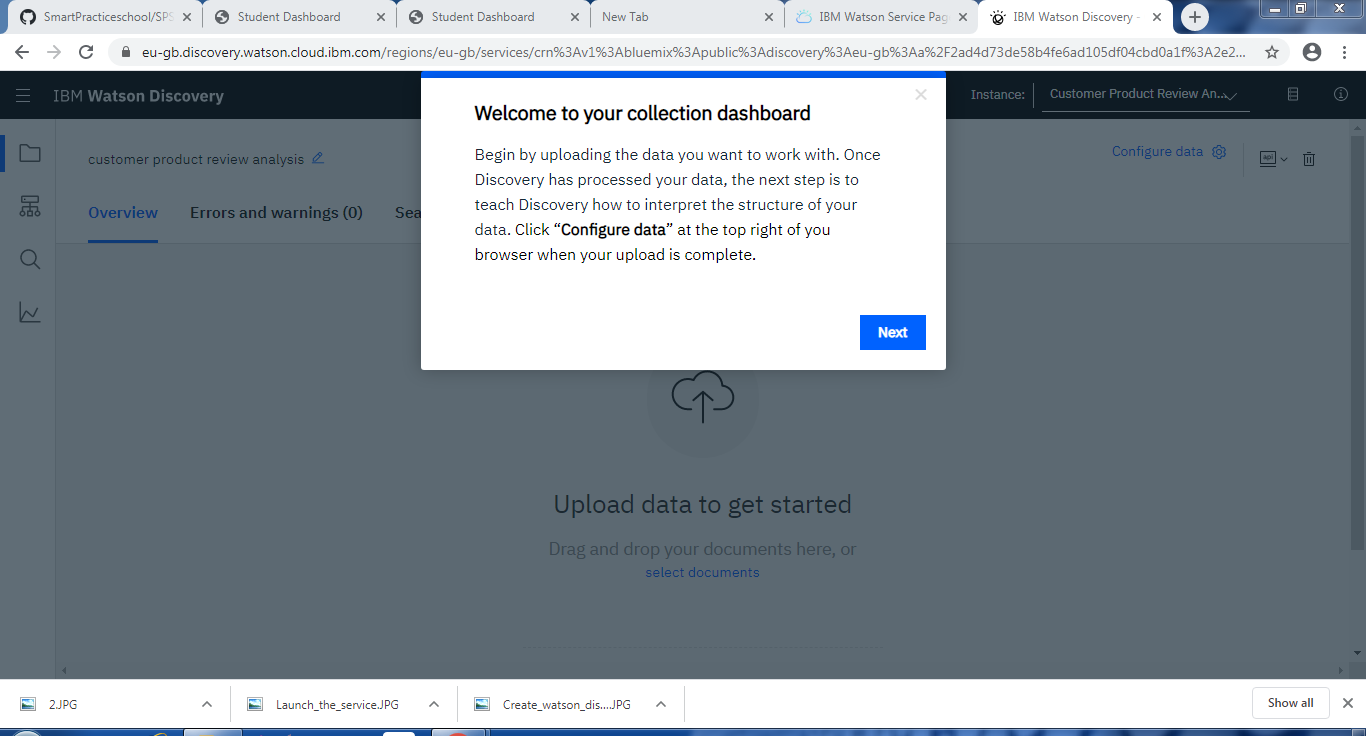 SmartPracticeschool/SPS
Student Dashboard
Student Dashboard
New Tab
IBM Watson Service Pag
IBM Watson Discovery -
eu-gb.discovery.watson.cloud.ibm.com/regions/eu-gb/services/crn%3Av1%3Abluemix%3Apublic%3Adiscovery%3Aeu-gb%3Aa%2F2ad4d73de58b4fe6ad105df04cbd0a1f%3A2e2...
IBM Watson Discovery
Instance:
Customer Product Review An...
Welcome to your collection dashboard
Begin by uploading the data you want to work with. Once
Discovery has processed your data, the next step is to
teach Discovery how to interpret the structure of your
data. Click “Configure data” at the top right of you
browser when your upload is complete.
Next
customer product review analysis
Configure data
api
Overview
Errors and warnings (0)
Sea
Upload data to get started
Drag and drop your documents here, or
select documents
2.JPG
Launch_the_service.JPG
Create_watson_dis....JPG
Show all